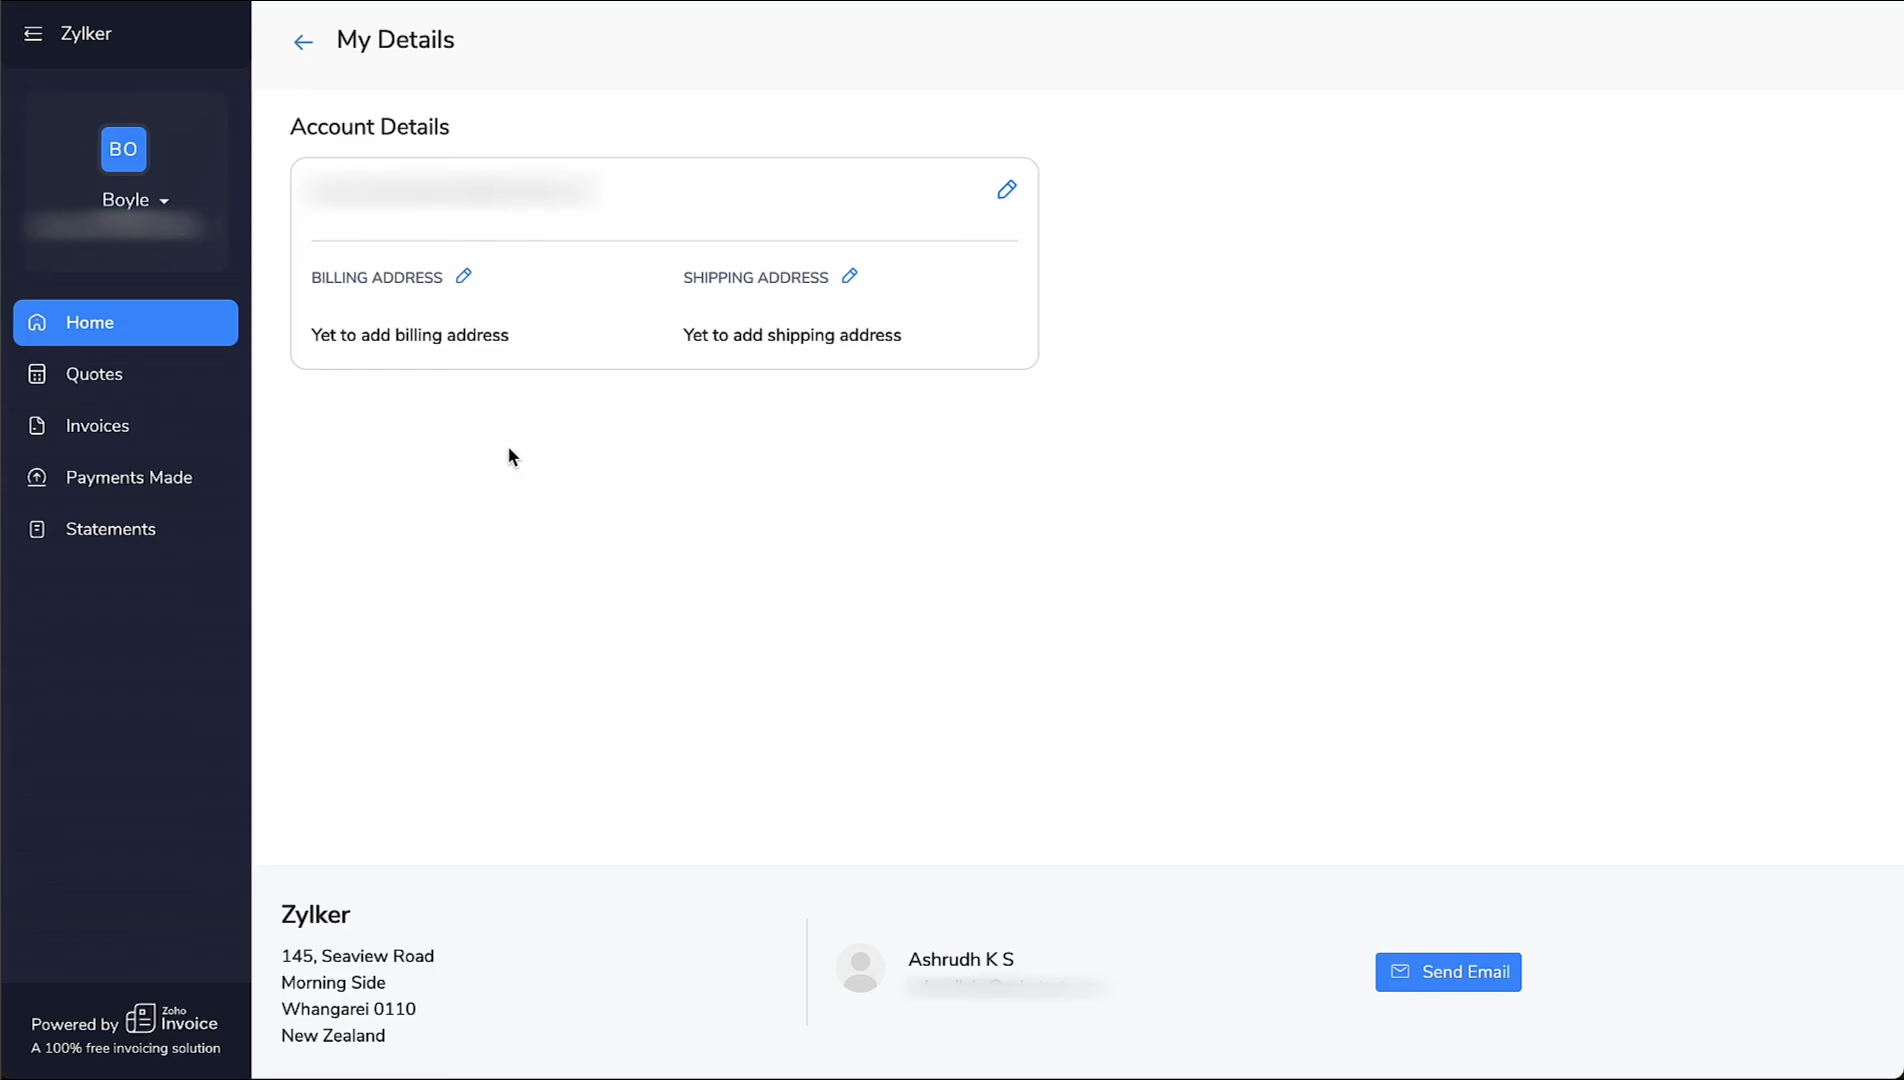 Zylker
BO
Boyle
Home
Quotes
Invoices
Payments Made
Statements
Powered by Zoho Invoice
A 100% free invoicing solution
My Details
Account Details
BILLING ADDRESS
Yet to add billing address
SHIPPING ADDRESS
Yet to add shipping address
Zylker
145, Seaview Road
Morning Side
Whangarei 0110
New Zealand
Ashrudh K S
Send Email